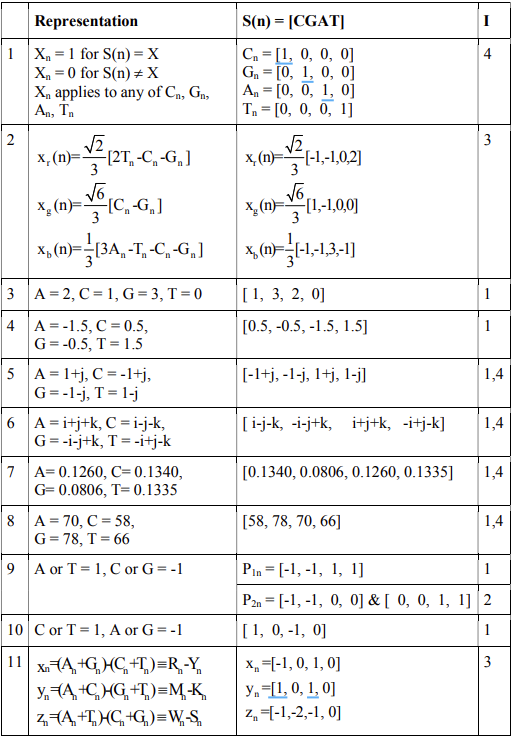 Representation S(n) = [CGAT] I
1 Xn = 1 for S(n) = X Cn = [1, 0, 0, 0] 4
Xn = 0 for S(n) ≠ X Gn = [0, 1, 0, 0]
Xn applies to any of Cn, Gn, An = [0, 0, 1, 0]
An, Tn Tn = [0, 0, 0, 1]
2 xr(n)=√2/3[2Tn-Cn-Gn] xr(n)=√2/3[-1,-1,0,2] 3
xg(n)=√6/3[Cn-Gn] xg(n)=√6/3[1,-1,0,0]
xb(n)=1/3[3An-Tn-Cn-Gn] xb(n)=1/3[-1,-1,3,-1]
3 A = 2, C = 1, G = 3, T = 0 [ 1, 3, 2, 0] 1
4 A = -1.5, C = 0.5, [0.5, -0.5, -1.5, 1.5] 1
G = -0.5, T = 1.5
5 A = 1+j, C = -1+j, [-1+j, -1-j, 1+j, 1-j] 1,4
G = -1-j, T = 1-j
6 A = i+j+k, C = i-j-k, [ i-j-k, -i-j+k, i+j+k, -i+j-k] 1,4
G = -i-j+k, T = -i+j-k
7 A= 0.1260, C= 0.1340, [0.1340, 0.0806, 0.1260, 0.1335] 1,4
G= 0.0806, T= 0.1335
8 A = 70, C = 58, [58, 78, 70, 66] 1,4
G = 78, T = 66
9 A or T = 1, C or G = -1 P1n = [-1, -1, 1, 1] 1
P2n = [-1, -1, 0, 0] & [ 0, 0, 1, 1] 2
10 C or T = 1, A or G = -1 [ 1, 0, -1, 0] 1
11 xn=(An+Gn)-(Cn+Tn)≡Rn-Yn xn =[-1, 0, 1, 0] 3
yn=(An+Cn)-(Gn+Tn)≡Mn-Kn yn =[1, 0, 1, 0]
zn=(An+Tn)-(Cn+Gn)≡Wn-Sn zn =[-1,-2,-1, 0]